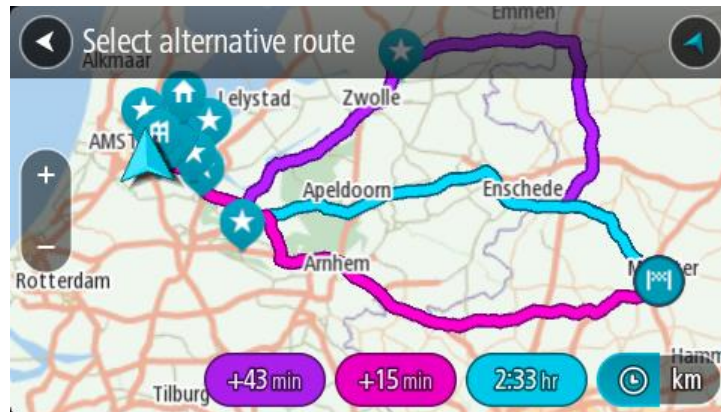 Emmen
Select alternative route
Alkmaar
Lelystad
Zwolle
Apeldoorn
Enschede
+
-
Arnhem
Rotterdam
Hamm
Tilburg
+43 min
+15 min
2:33 hr
km